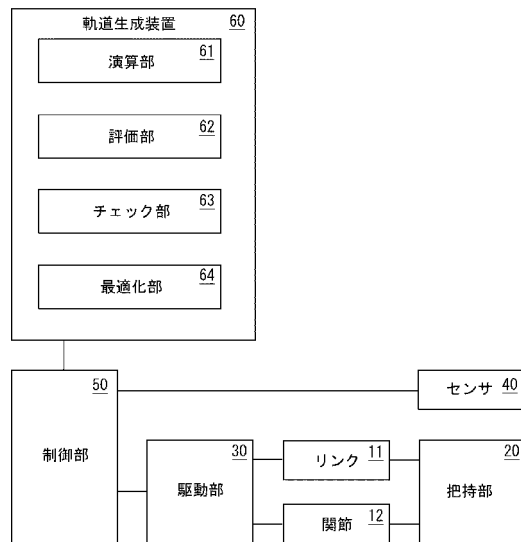 軌道生成装置 60
演算部 61
評価部 62
チェック部 63
最適化部 64
制御部 50
センサ 40
駆動部 30
リンク 11
関節 12
把持部 20